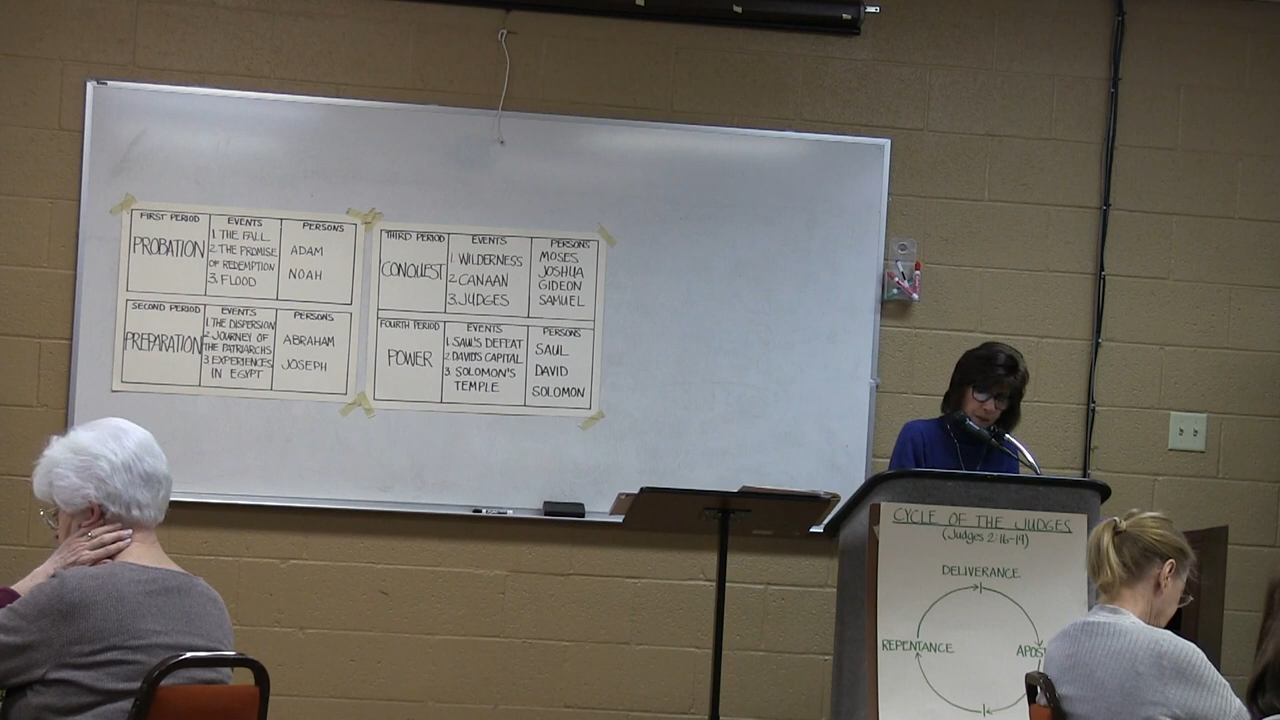 FIRST PERIOD
PROBATION
EVENTS
1. THE FALL
2. THE PROMISE
OF REDEMPTION
3. FLOOD
PERSONS
ADAM
NOAH
SECOND PERIOD
PREPARATION
EVENTS
1. THE DISPERSION
2. JOURNEY OF
THE PATRIARCHS
3 EXPERIENCES
IN EGYPT
PERSONS
ABRAHAM
JOSEPH
THIRD PERIOD
CONQUEST
EVENTS
1. WILDERNESS
2. CANAAN
3. JUDGES
PERSONS
MOSES
JOSHUA
GIDEON
SAMUEL
FOURTH PERIOD
POWER
EVENTS
1. SAUL'S DEFEAT
2. DAVID'S CAPITAL
3 SOLOMON'S
TEMPLE
PERSONS
SAUL
DAVID
SOLOMON
CYCLE OF THE JUDGES
(Judges 2:16-19)
DELIVERANCE
REPENTANCE